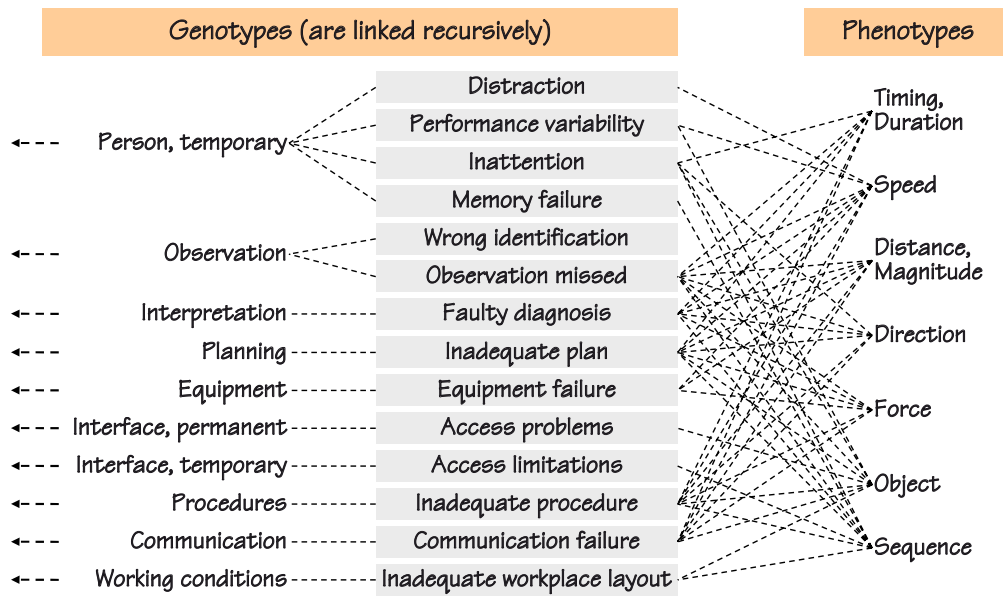 Genotypes (are linked recursively)
Phenotypes
Distraction
Performance variability
Inattention
Memory failure
Wrong identification
Observation missed
Faulty diagnosis
Inadequate plan
Equipment failure
Access problems
Access limitations
Inadequate procedure
Communication failure
Inadequate workplace layout
Person, temporary
Observation
Interpretation
Planning
Equipment
Interface, permanent
Interface, temporary
Procedures
Communication
Working conditions
Timing,
Duration
Speed
Distance,
Magnitude
Direction
Force
Object
Sequence